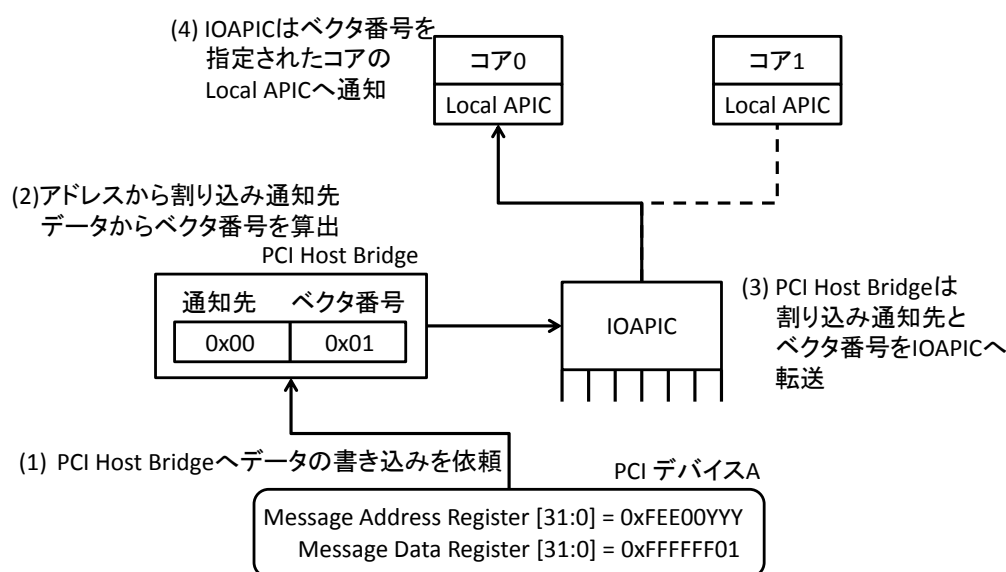 (4) IOAPICはベクタ番号を
指定されたコアの
Local APICへ通知
コア0
Local APIC
コア1
Local APIC
(2)アドレスから割り込み通知先
データからベクタ番号を算出
PCI Host Bridge
通知先 ベクタ番号
0x00 0x01
IOAPIC
(3) PCI Host Bridgeは
割り込み通知先と
ベクタ番号をIOAPICへ
転送
(1) PCI Host Bridgeへデータの書き込みを依頼
PCI デバイスA
Message Address Register [31:0] = 0xFEE00YYY
Message Data Register [31:0] = 0xFFFFFF01